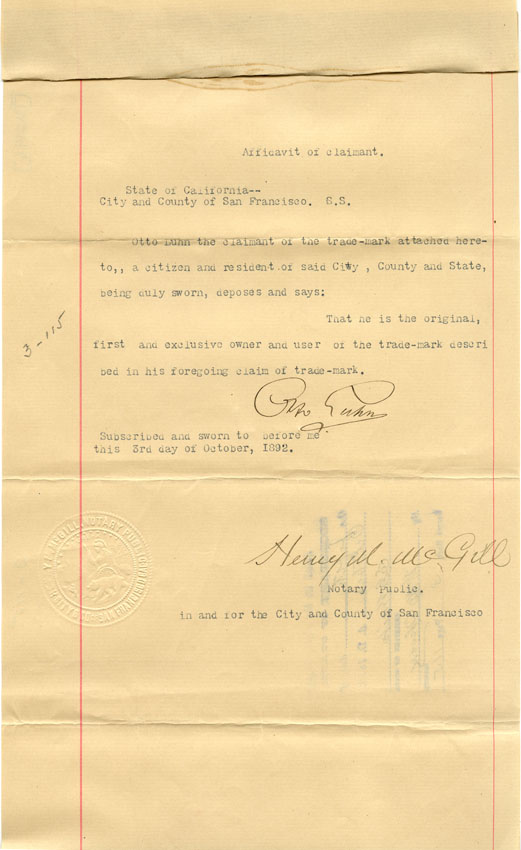 Affidavit of claimant.
State of California--
City and County of San Francisco. S.S.
Otto Luhn the claimant of the trade-mark attached here-
to,, a citizen and resident of said City , County and State,
being duly sworn, deposes and says:
That he is the original,
3-115
first and exclusive owner and user of the trade-mark descri
bed in his foregoing claim of trade-mark.
Otto Luhn
Subscribed and sworn to before me
this 3rd day of October, 1892.
Henry M. McGill
Notary Public.
in and for the City and County of San Francisco